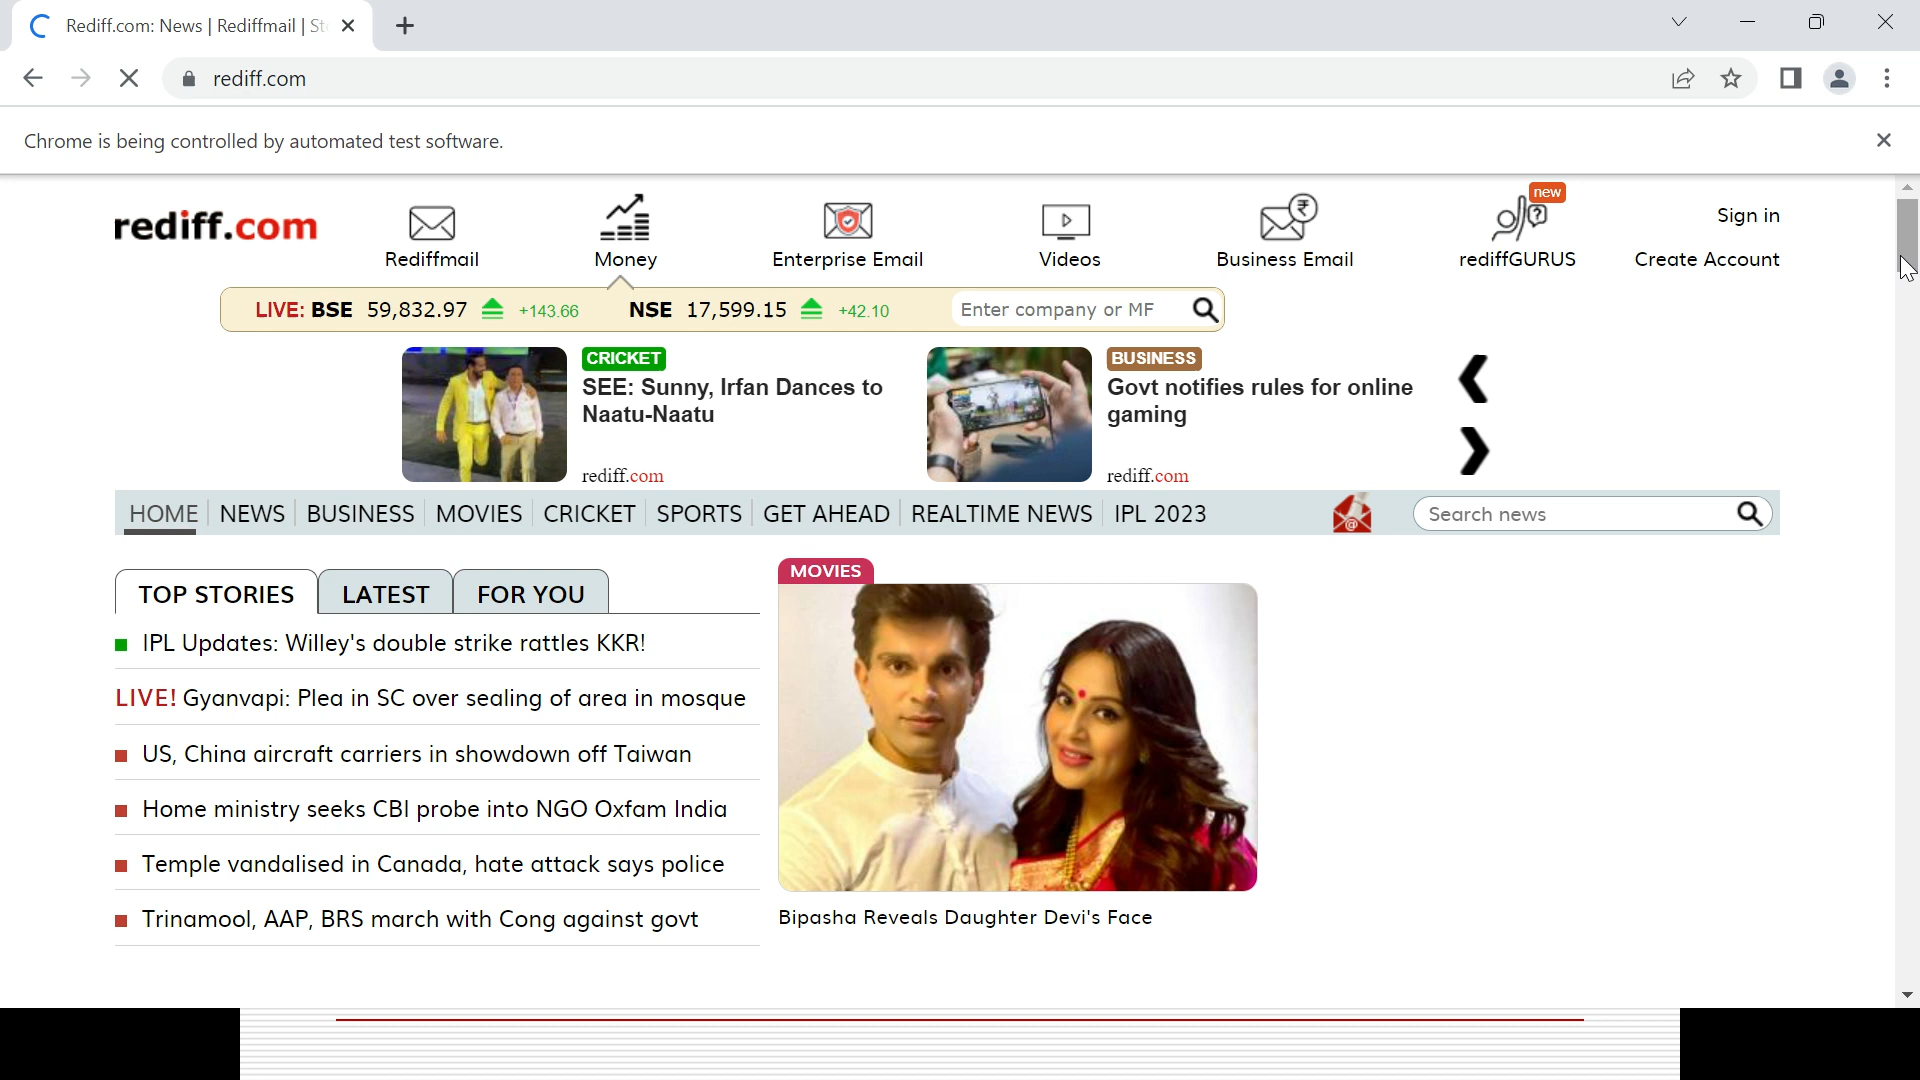 Rediff.com: News | Rediffmail | St
rediff.com
Chrome is being controlled by automated test software.
rediff.com
Rediffmail
Money
Enterprise Email
Videos
₹
Business Email
new
rediffGURUS
Sign in
Create Account
LIVE: BSE 59,832.97 +143.66 NSE 17,599.15 +42.10
Enter company or MF
CRICKET
SEE: Sunny, Irfan Dances to
Naatu-Naatu
rediff.com
BUSINESS
Govt notifies rules for online
gaming
rediff.com
HOME NEWS BUSINESS MOVIES CRICKET SPORTS GET AHEAD REALTIME NEWS IPL 2023
@
Search news
TOP STORIES LATEST FOR YOU
IPL Updates: Willey's double strike rattles KKR!
LIVE! Gyanvapi: Plea in SC over sealing of area in mosque
US, China aircraft carriers in showdown off Taiwan
Home ministry seeks CBI probe into NGO Oxfam India
Temple vandalised in Canada, hate attack says police
Trinamool, AAP, BRS march with Cong against govt
MOVIES
Bipasha Reveals Daughter Devi's Face